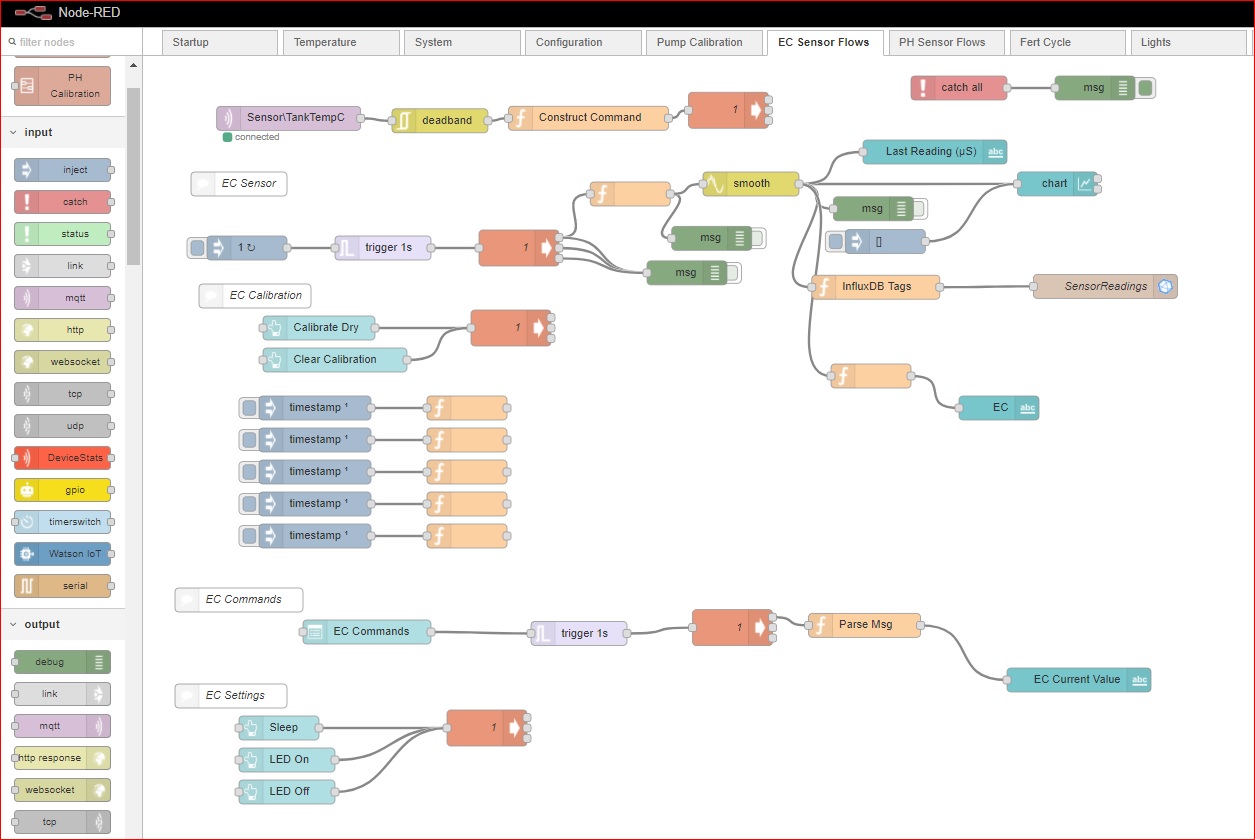 Node-RED
filter nodes
Startup
Temperature
System
Configuration
Pump Calibration
EC Sensor Flows
PH Sensor Flows
Fert Cycle
Lights
PH
Calibration
input
inject
catch
status
link
mqtt
http
websocket
tcp
udp
DeviceStats
gpio
timerswitch
Watson IoT
serial
output
debug
link
mqtt
http response
websocket
tcp
catch all
msg
Sensor\TankTempC
connected
deadband
Construct Command
1
Last Reading (µS)
abc
EC Sensor
smooth
chart
msg
msg
1 ↻
trigger 1s
1
[]
msg
InfluxDB Tags
SensorReadings
EC Calibration
Calibrate Dry
Clear Calibration
1
EC
abc
timestamp ¹
timestamp ¹
timestamp ¹
timestamp ¹
timestamp ¹
EC Commands
EC Commands
trigger 1s
1
Parse Msg
EC Current Value
abc
EC Settings
Sleep
LED On
LED Off
1